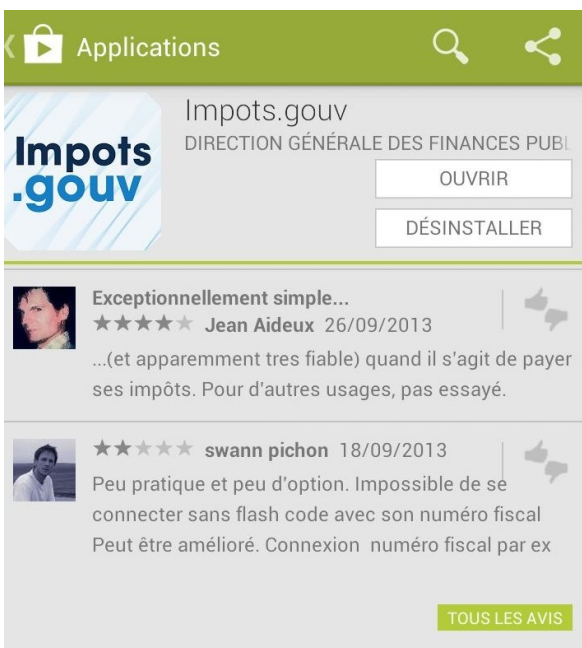 Applications
Impots
.gouv
Impots.gouv
DIRECTION GÉNÉRALE DES FINANCES PUBL
OUVRIR
DÉSINSTALLER
Exceptionnellement simple...
Jean Aideux 26/09/2013
...(et apparemment tres fiable) quand il s'agit de payer
ses impôts. Pour d'autres usages, pas essayé.
swann pichon 18/09/2013
Peu pratique et peu d'option. Impossible de se
connecter sans flash code avec son numéro fiscal
Peut être amélioré. Connexion numéro fiscal par ex
TOUS LES AVIS